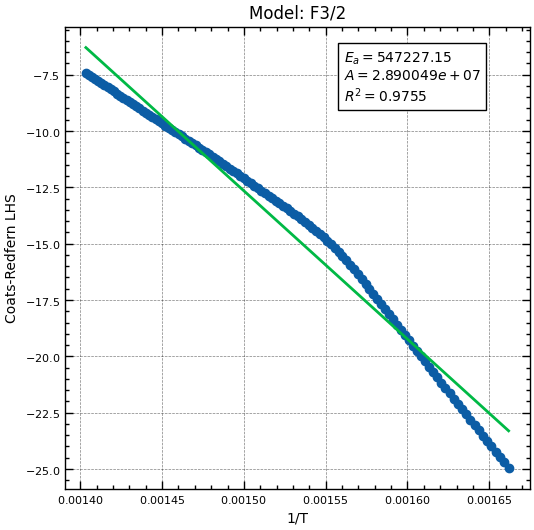 Model: F3/2
E_a = 547227.15
A = 2.890049e + 07
R^2 = 0.9755
−7.5
−10.0
−12.5
−15.0
−17.5
−20.0
−22.5
−25.0
Coats-Redfern LHS
0.00140 0.00145 0.00150 0.00155 0.00160 0.00165
1/T